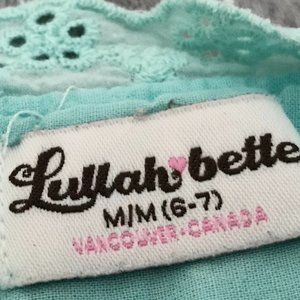 Lullah bette
M/M (6-7)
VANCOUVER-CANADA